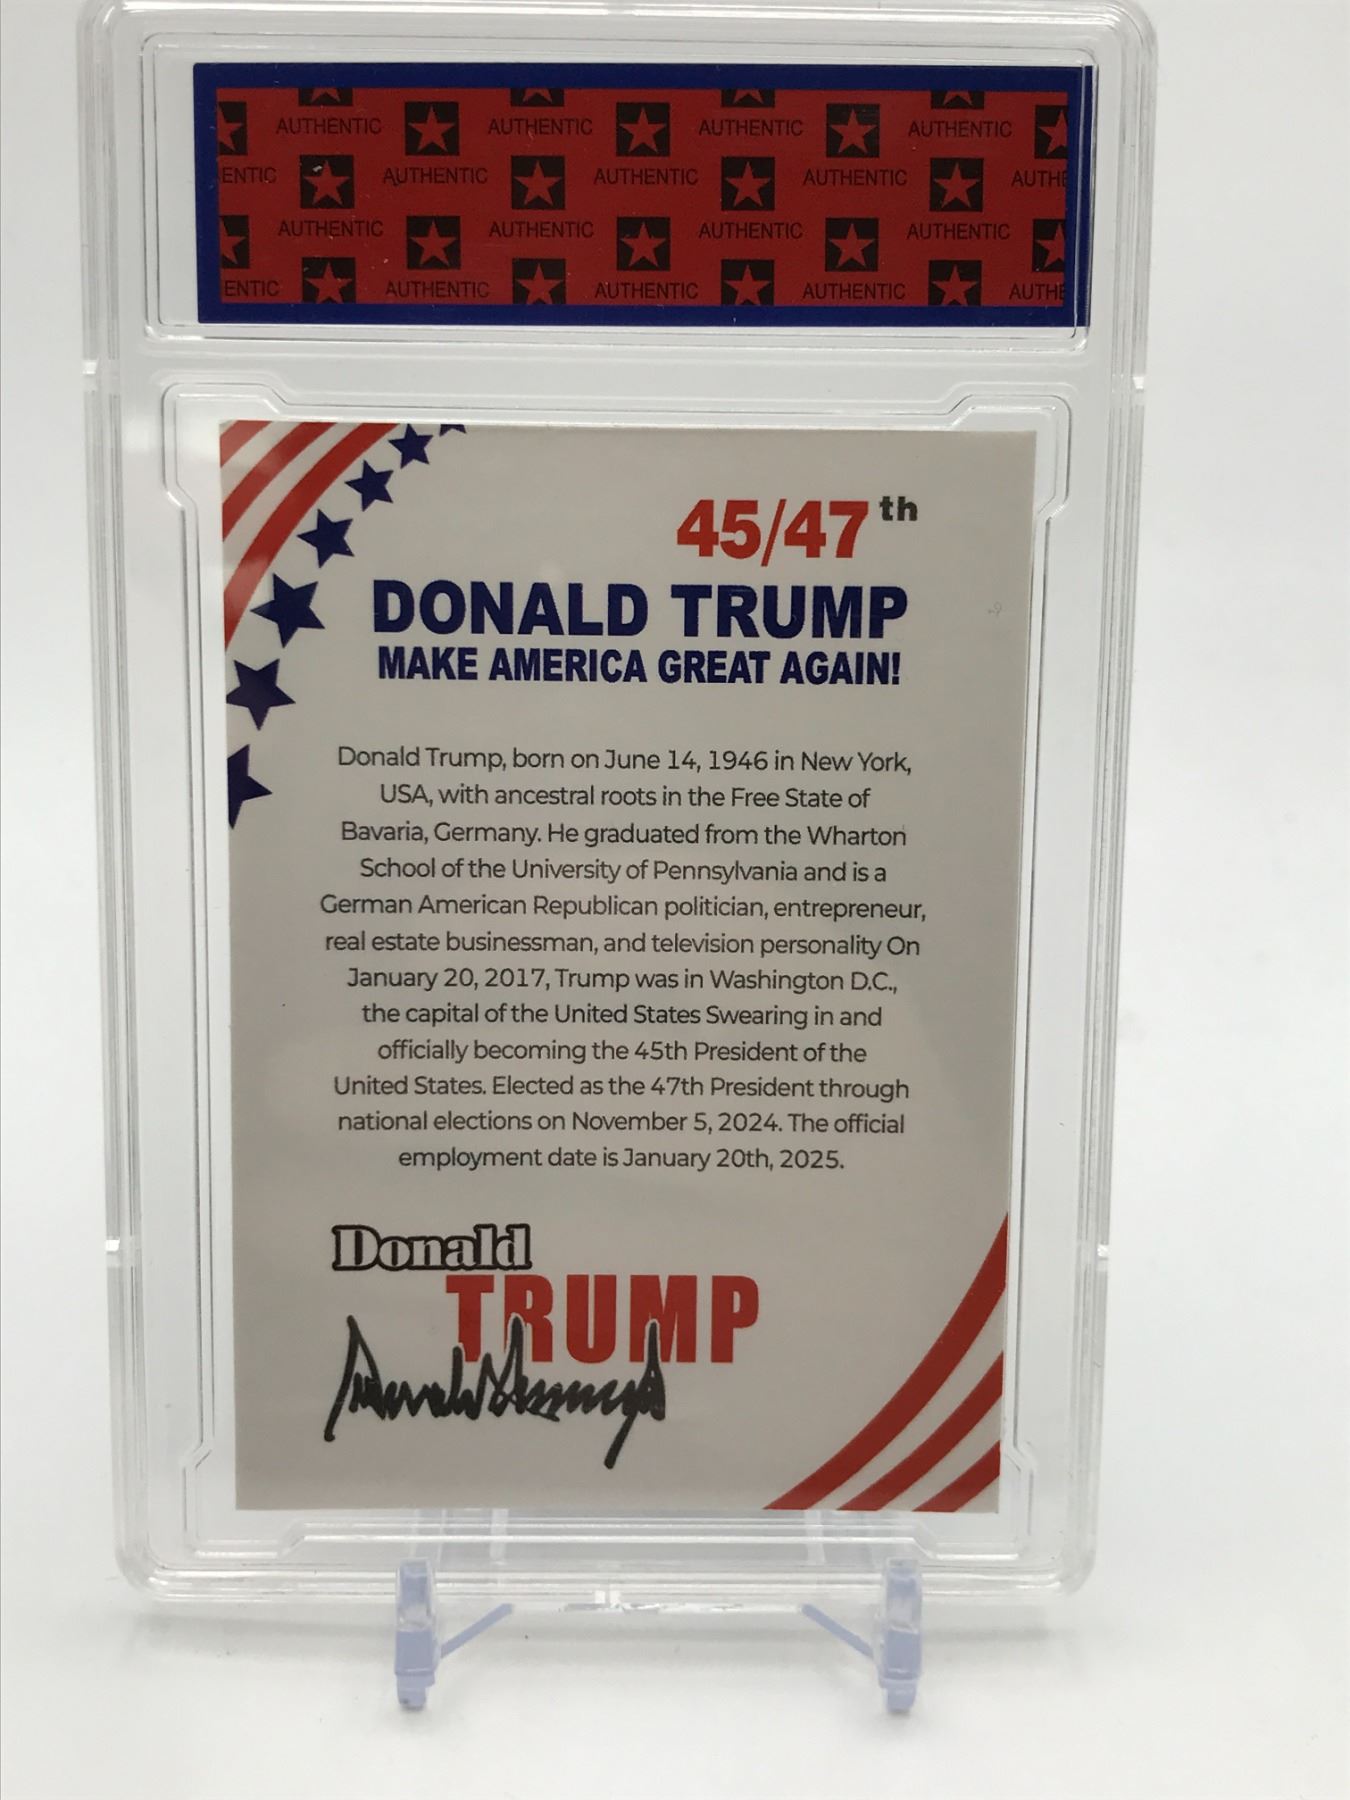 AUTHENTIC AUTHENTIC AUTHENTIC AUTHENTIC
ENTIC AUTHENTIC AUTHENTIC AUTHENTIC AUTHE
AUTHENTIC AUTHENTIC AUTHENTIC AUTHENTIC
ENTIC AUTHENTIC AUTHENTIC AUTHENTIC AUTHE
45/47th
DONALD TRUMP
MAKE AMERICA GREAT AGAIN!
Donald Trump, born on June 14, 1946 in New York,
USA, with ancestral roots in the Free State of
Bavaria, Germany. He graduated from the Wharton
School of the University of Pennsylvania and is a
German American Republican politician, entrepreneur,
real estate businessman, and television personality On
January 20, 2017, Trump was in Washington D.C.,
the capital of the United States Swearing in and
officially becoming the 45th President of the
United States. Elected as the 47th President through
national elections on November 5, 2024. The official
employment date is January 20th, 2025.
Donald
TRUMP